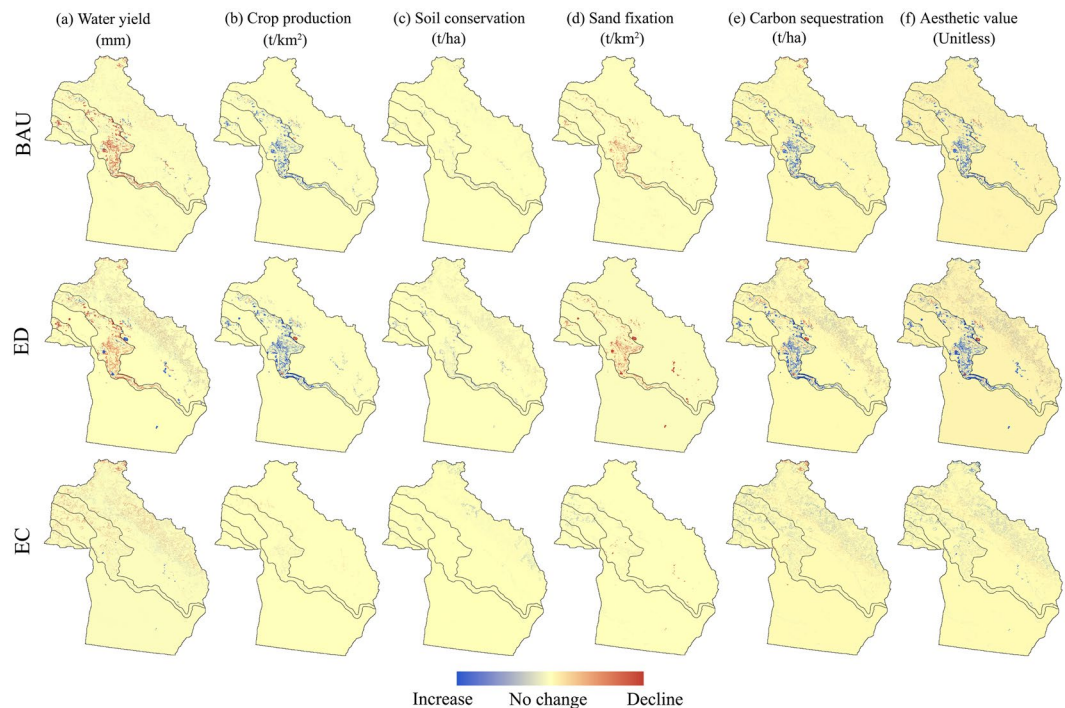 (a) Water yield (b) Crop production (c) Soil conservation (d) Sand fixation (e) Carbon sequestration (f) Aesthetic value
(mm) (t/km²) (t/ha) (t/km²) (t/ha) (Unitless)
BAU
ED
EC
Increase No change Decline